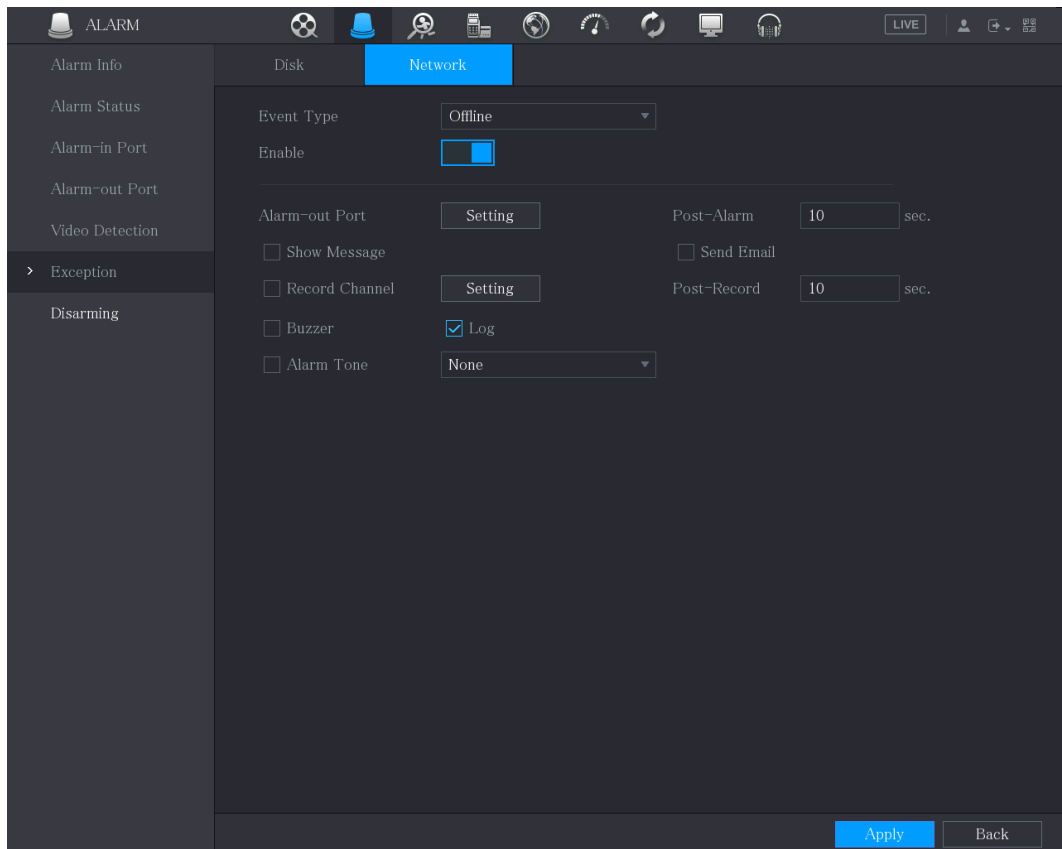 ALARM
LIVE
Alarm Info
Alarm Status
Alarm-in Port
Alarm-out Port
Video Detection
Exception
Disarming
Disk Network
Event Type Offline
Enable
Alarm-out Port Setting Post-Alarm 10 sec.
Show Message Send Email
Record Channel Setting Post-Record 10 sec.
Buzzer Log
Alarm Tone None
Apply Back